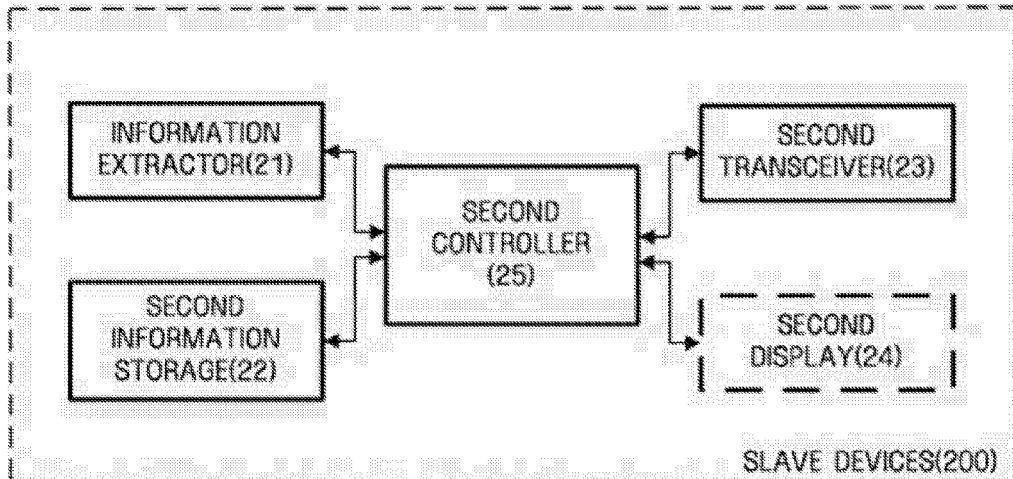 INFORMATION
EXTRACTOR(21)
SECOND
TRANSCEIVER(23)
SECOND
CONTROLLER
(25)
SECOND
INFORMATION
STORAGE(22)
SECOND
DISPLAY(24)
SLAVE DEVICES(200)